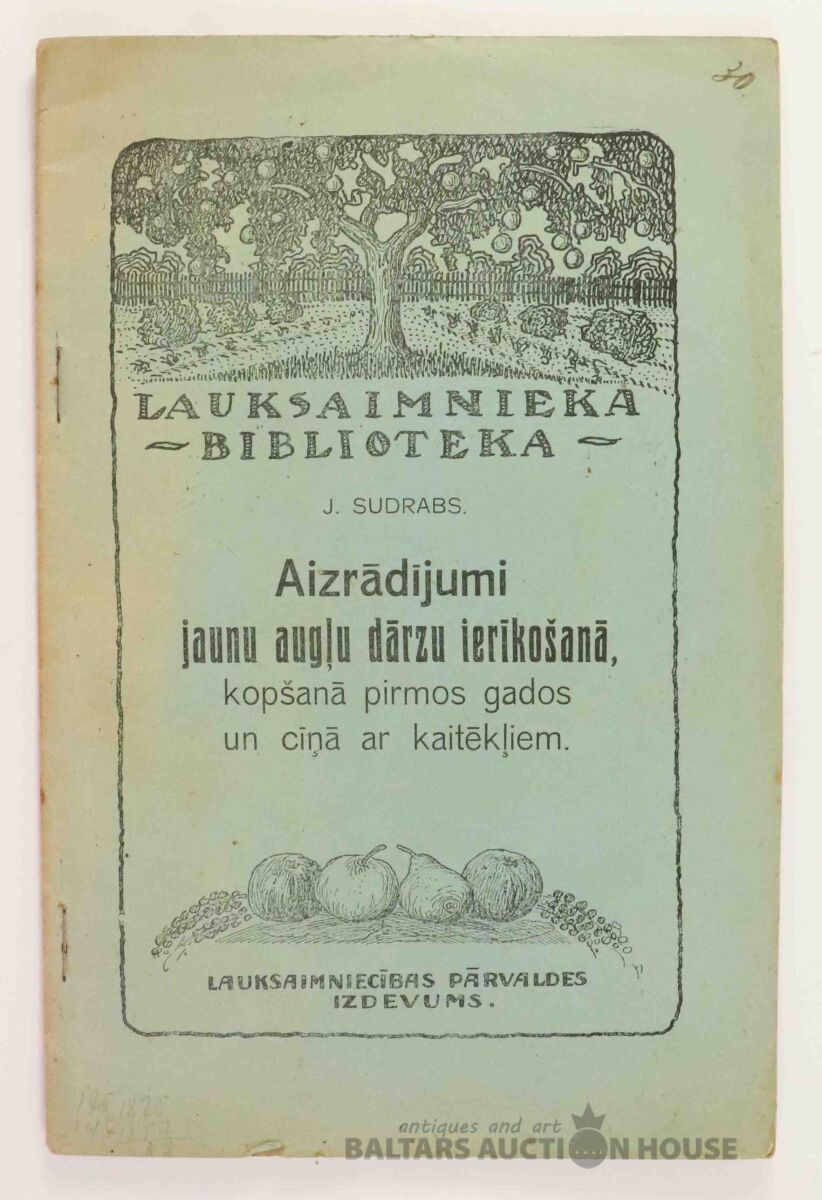 50
LAUKSAIMNIEKA
BIBLIOTEKA
J. SUDRABS.
Aizrādījumi
jaunu augļu dārzu ierīkošanā,
kopšanā pirmos gados
un cīņā ar kaitēkļiem.
LAUKSAIMNIECĪBAS PĀRVALDES
IZDEVUMS.
antiques and art
BALTARS AUCTION HOUSE